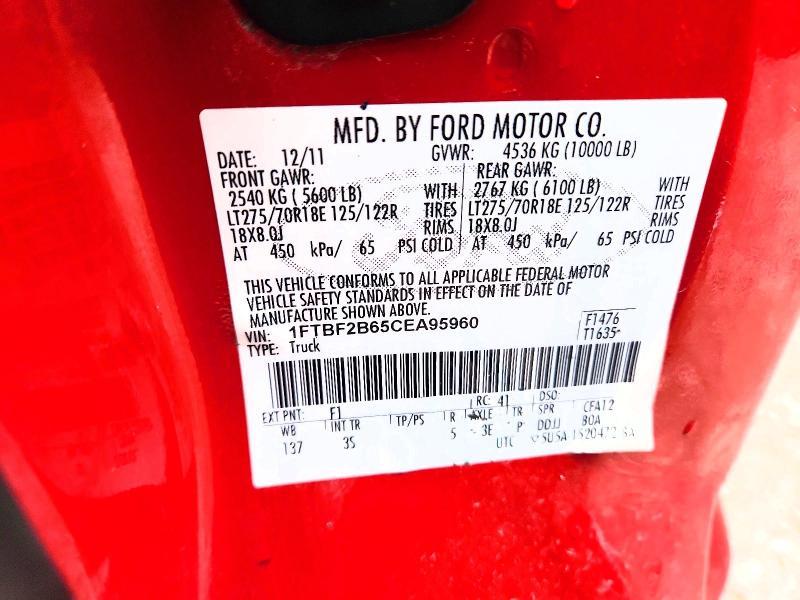 MFD. BY FORD MOTOR CO.
DATE: 12/11 GVWR: 4536 KG (10000 LB)
FRONT GAWR: REAR GAWR:
2540 KG ( 5600 LB) WITH 2767 KG ( 6100 LB) WITH
LT275/70R18E 125/122R TIRES LT275/70R18E 125/122R TIRES
18X8.0J RIMS 18X8.0J RIMS
AT 450 kPa/ 65 PSI COLD AT 450 kPa/ 65 PSI COLD
THIS VEHICLE CONFORMS TO ALL APPLICABLE FEDERAL MOTOR
VEHICLE SAFETY STANDARDS IN EFFECT ON THE DATE OF
MANUFACTURE SHOWN ABOVE.
VIN: 1FTBF2B65CEA95960 F1476
TYPE: Truck T1635
EXT PNT: F1 RC: 41 DSO:
WB INT TR TP/PS R AXLE TR SPR CFA12
137 3S 5 3E P DDJJ BOA
UTC